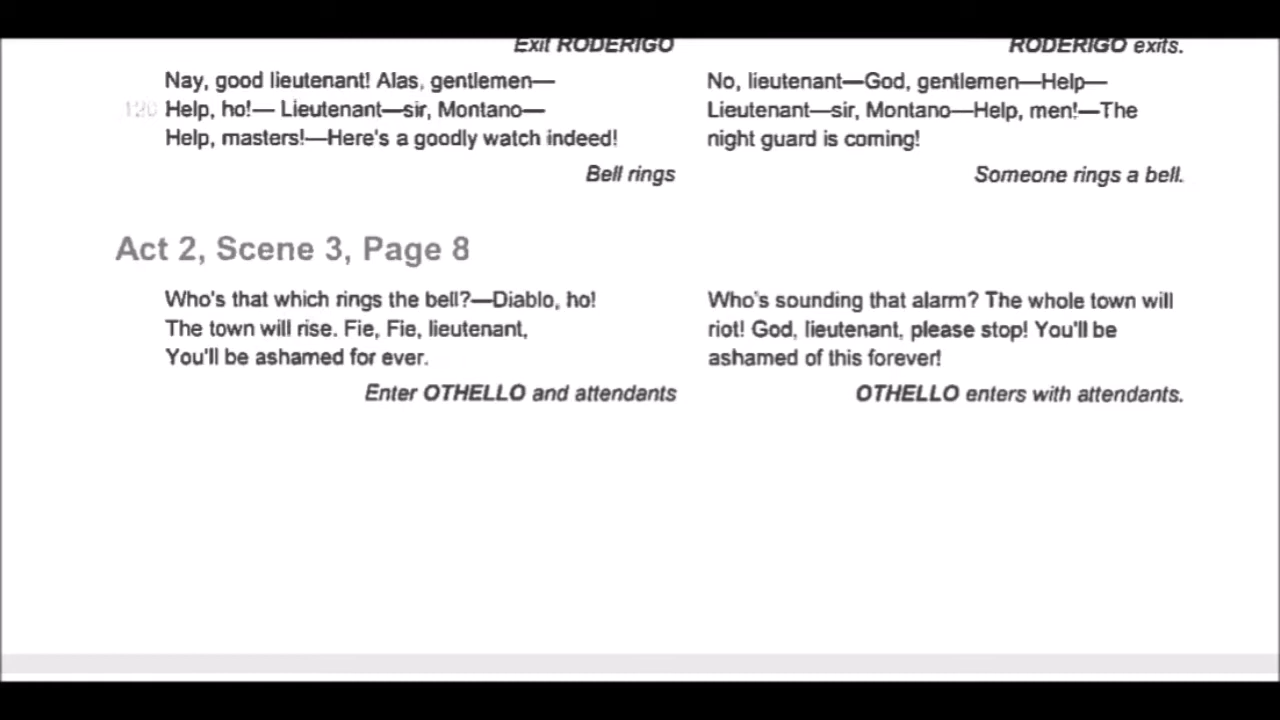 Exit RODERIGO
Nay, good lieutenant! Alas, gentlemen—
120 Help, ho!— Lieutenant—sir, Montano—
Help, masters!—Here's a goodly watch indeed!
Bell rings
RODERIGO exits.
No, lieutenant—God, gentlemen—Help—
Lieutenant—sir, Montano—Help, men!—The
night guard is coming!
Someone rings a bell.
Act 2, Scene 3, Page 8
Who's that which rings the bell?—Diablo, ho!
The town will rise. Fie, Fie, lieutenant,
You'll be ashamed for ever.
Enter OTHELLO and attendants
Who's sounding that alarm? The whole town will
riot! God, lieutenant, please stop! You'll be
ashamed of this forever!
OTHELLO enters with attendants.